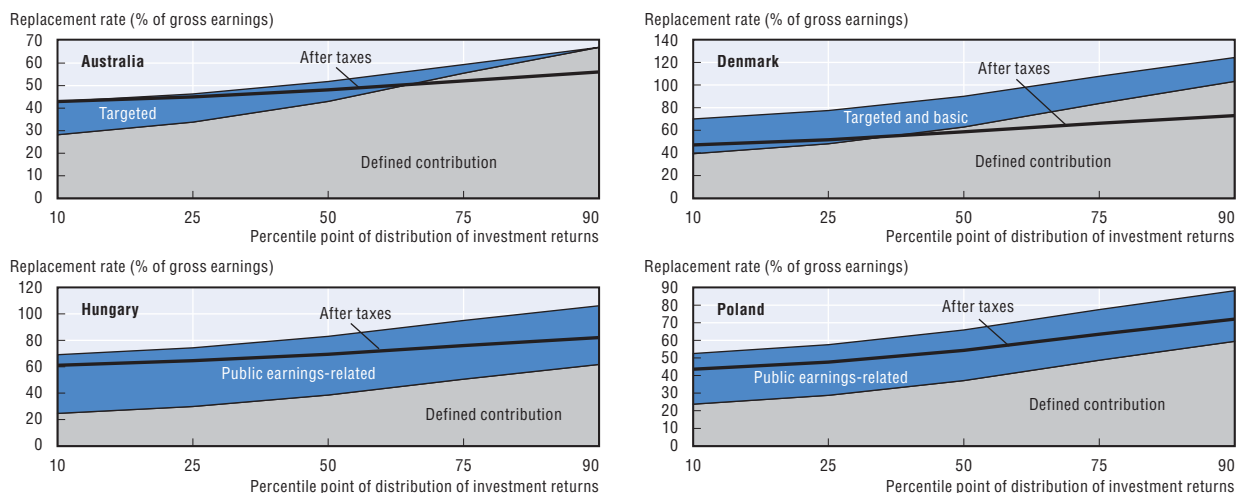 Replacement rate (% of gross earnings)
70
60
50
40
30
20
10
0
Australia
After taxes
Targeted
Defined contribution
10 25 50 75 90
Percentile point of distribution of investment returns
Replacement rate (% of gross earnings)
140
120
100
80
60
40
20
0
Denmark
After taxes
Targeted and basic
Defined contribution
10 25 50 75 90
Percentile point of distribution of investment returns
Replacement rate (% of gross earnings)
120
100
80
60
40
20
0
Hungary
After taxes
Public earnings-related
Defined contribution
10 25 50 75 90
Percentile point of distribution of investment returns
Replacement rate (% of gross earnings)
90
80
70
60
50
40
30
20
10
0
Poland
After taxes
Public earnings-related
Defined contribution
10 25 50 75 90
Percentile point of distribution of investment returns